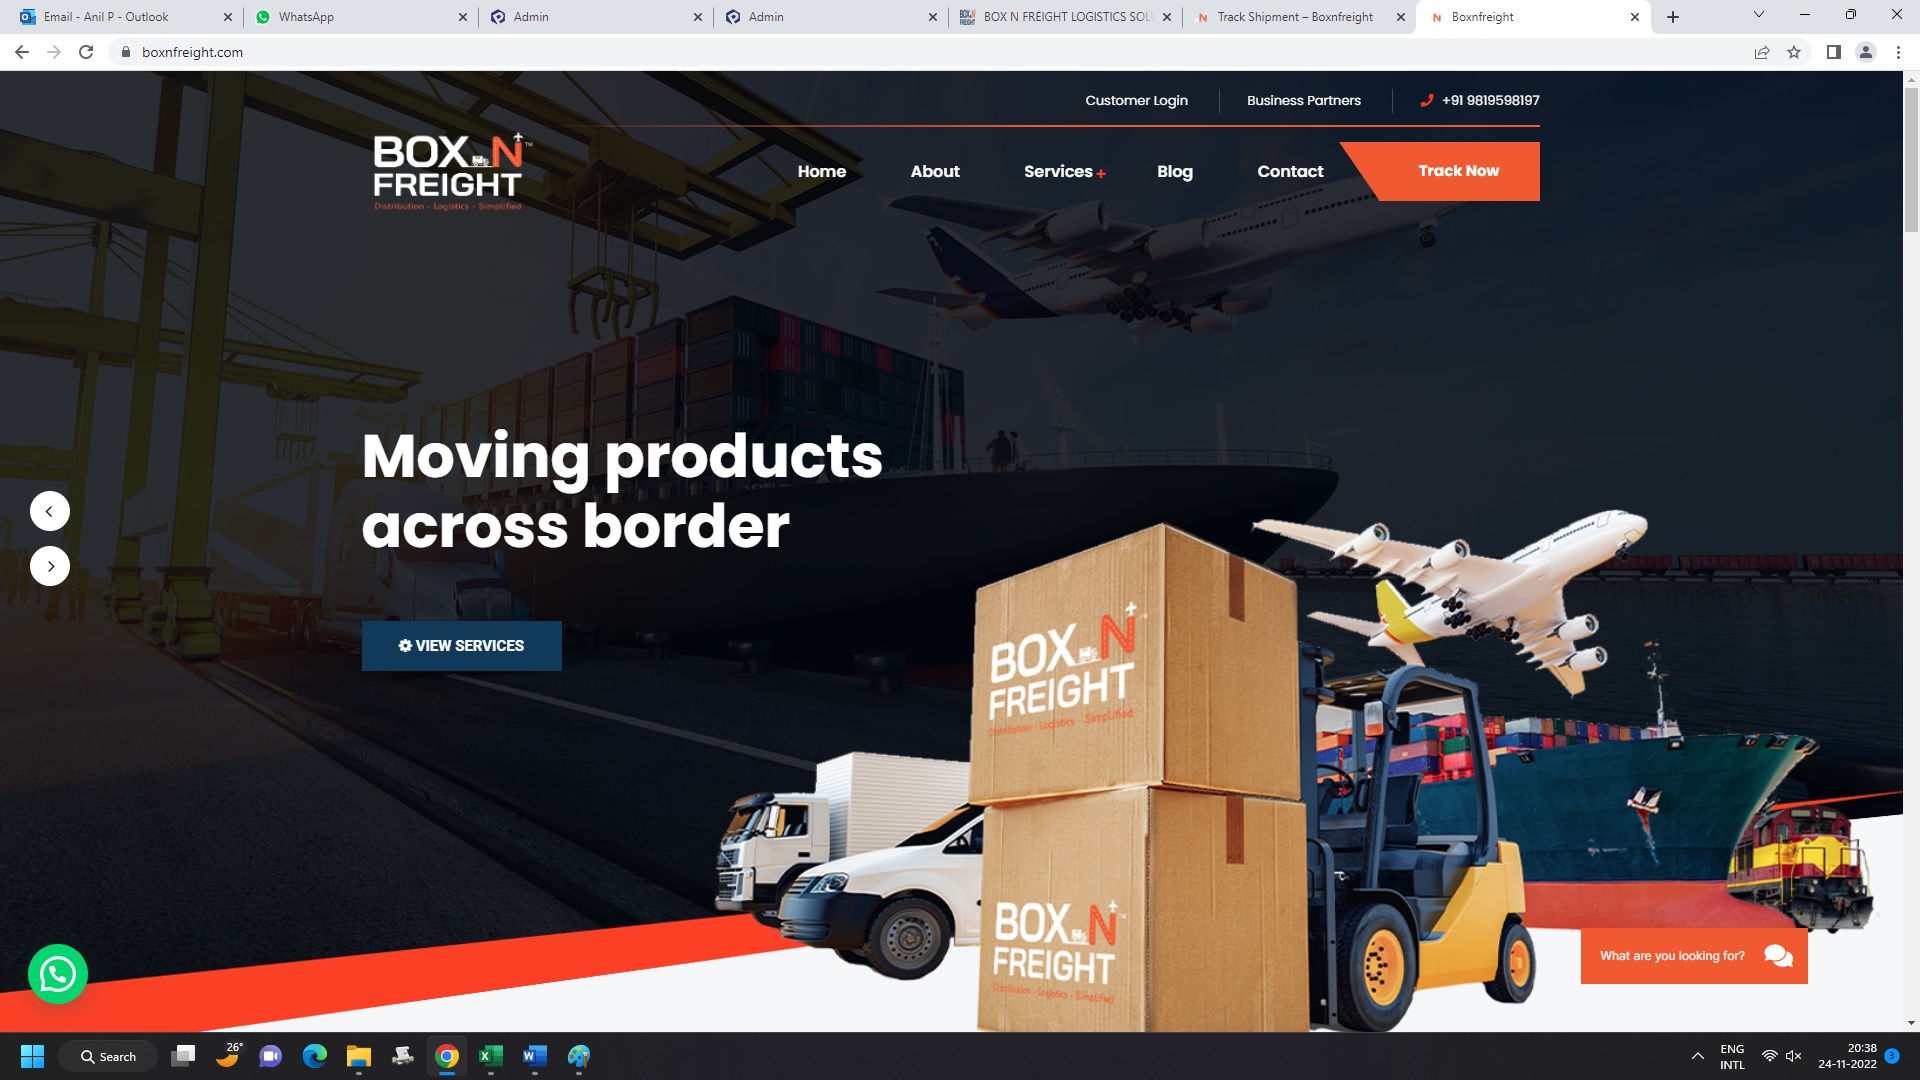 Email - Anil P - Outlook
WhatsApp
Admin
Admin
BOX N FREIGHT LOGISTICS SOL
Track Shipment – Boxnfreight
Boxnfreight
boxnfreight.com
Customer Login
Business Partners
+91 9819598197
BOX N™
FREIGHT
Distribution - Logistics - Simplified
Home
About
Services+
Blog
Contact
Track Now
Moving products
across border
VIEW SERVICES
BOX N
FREIGHT
Distribution - Logistics - Simplified
BOX N
FREIGHT
Distribution - Logistics - Simplified
What are you looking for?
26°
Search
ENG
INTL
20:38
24-11-2022
3